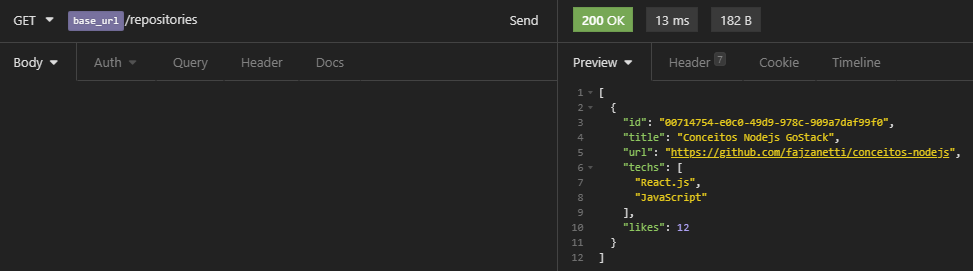 GET base_url/repositories Send
200 OK 13 ms 182 B
Body Auth Query Header Docs
Preview Header 7 Cookie Timeline
1 [
2 {
3 "id": "00714754-e0c0-49d9-978c-909a7daf99f0",
4 "title": "Conceitos Nodejs GoStack",
5 "url": "https://github.com/fajzanetti/conceitos-nodejs",
6 "techs": [
7 "React.js",
8 "JavaScript"
9 ],
10 "likes": 12
11 }
12 ]